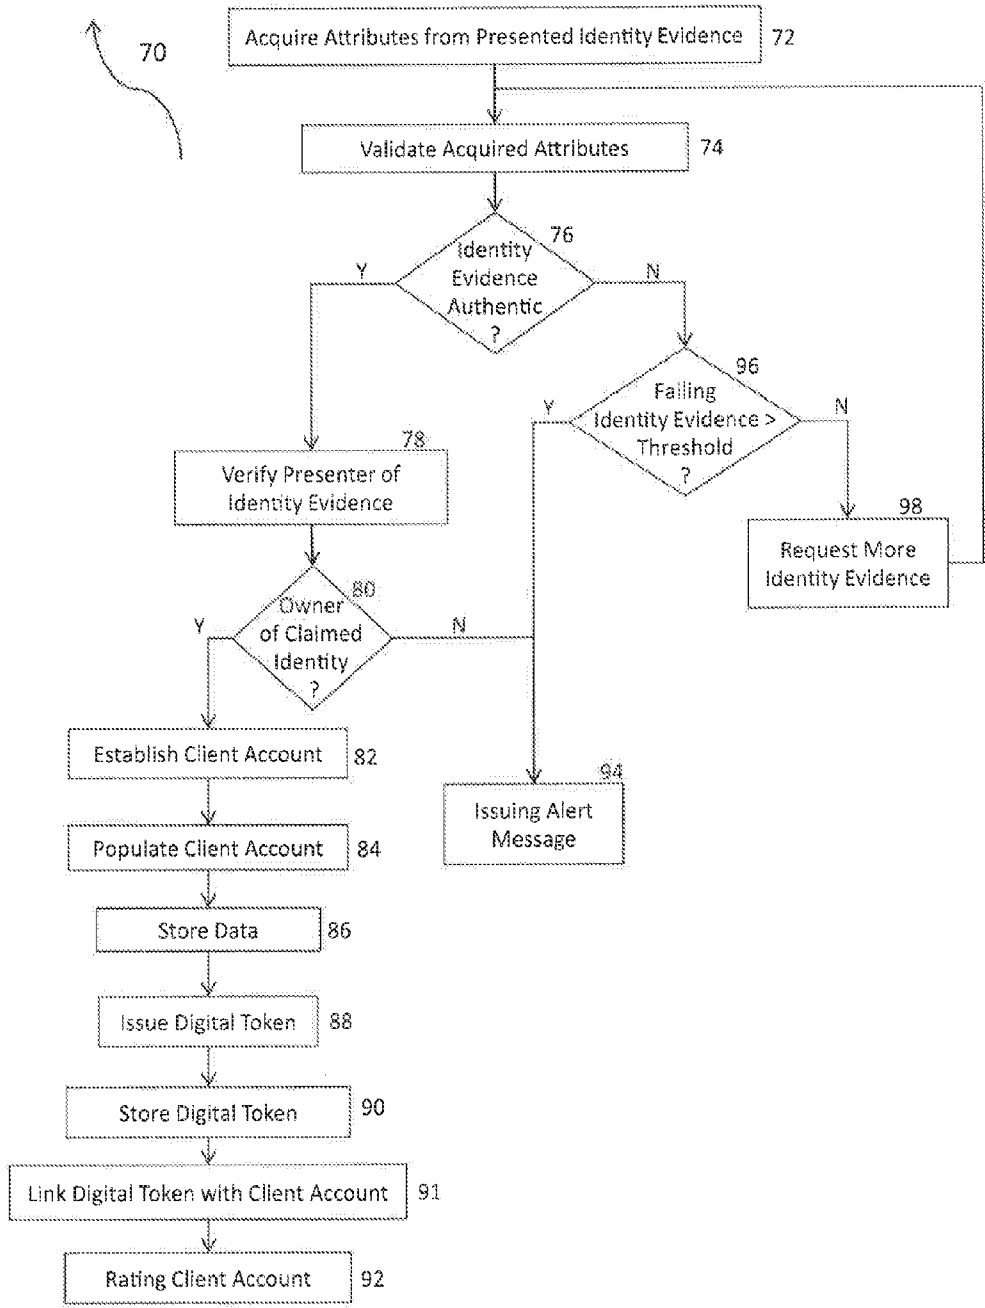 70
Acquire Attributes from Presented Identity Evidence
72
Validate Acquired Attributes
74
76
Identity
Evidence
Authentic
?
Y
N
96
Failing
Identity Evidence >
Threshold
?
Y
N
78
Verify Presenter of
Identity Evidence
98
Request More
Identity Evidence
80
Owner
of Claimed
Identity
?
Y
N
Establish Client Account
82
94
Issuing Alert
Message
Populate Client Account
84
Store Data
86
Issue Digital Token
88
Store Digital Token
90
Link Digital Token with Client Account
91
Rating Client Account
92